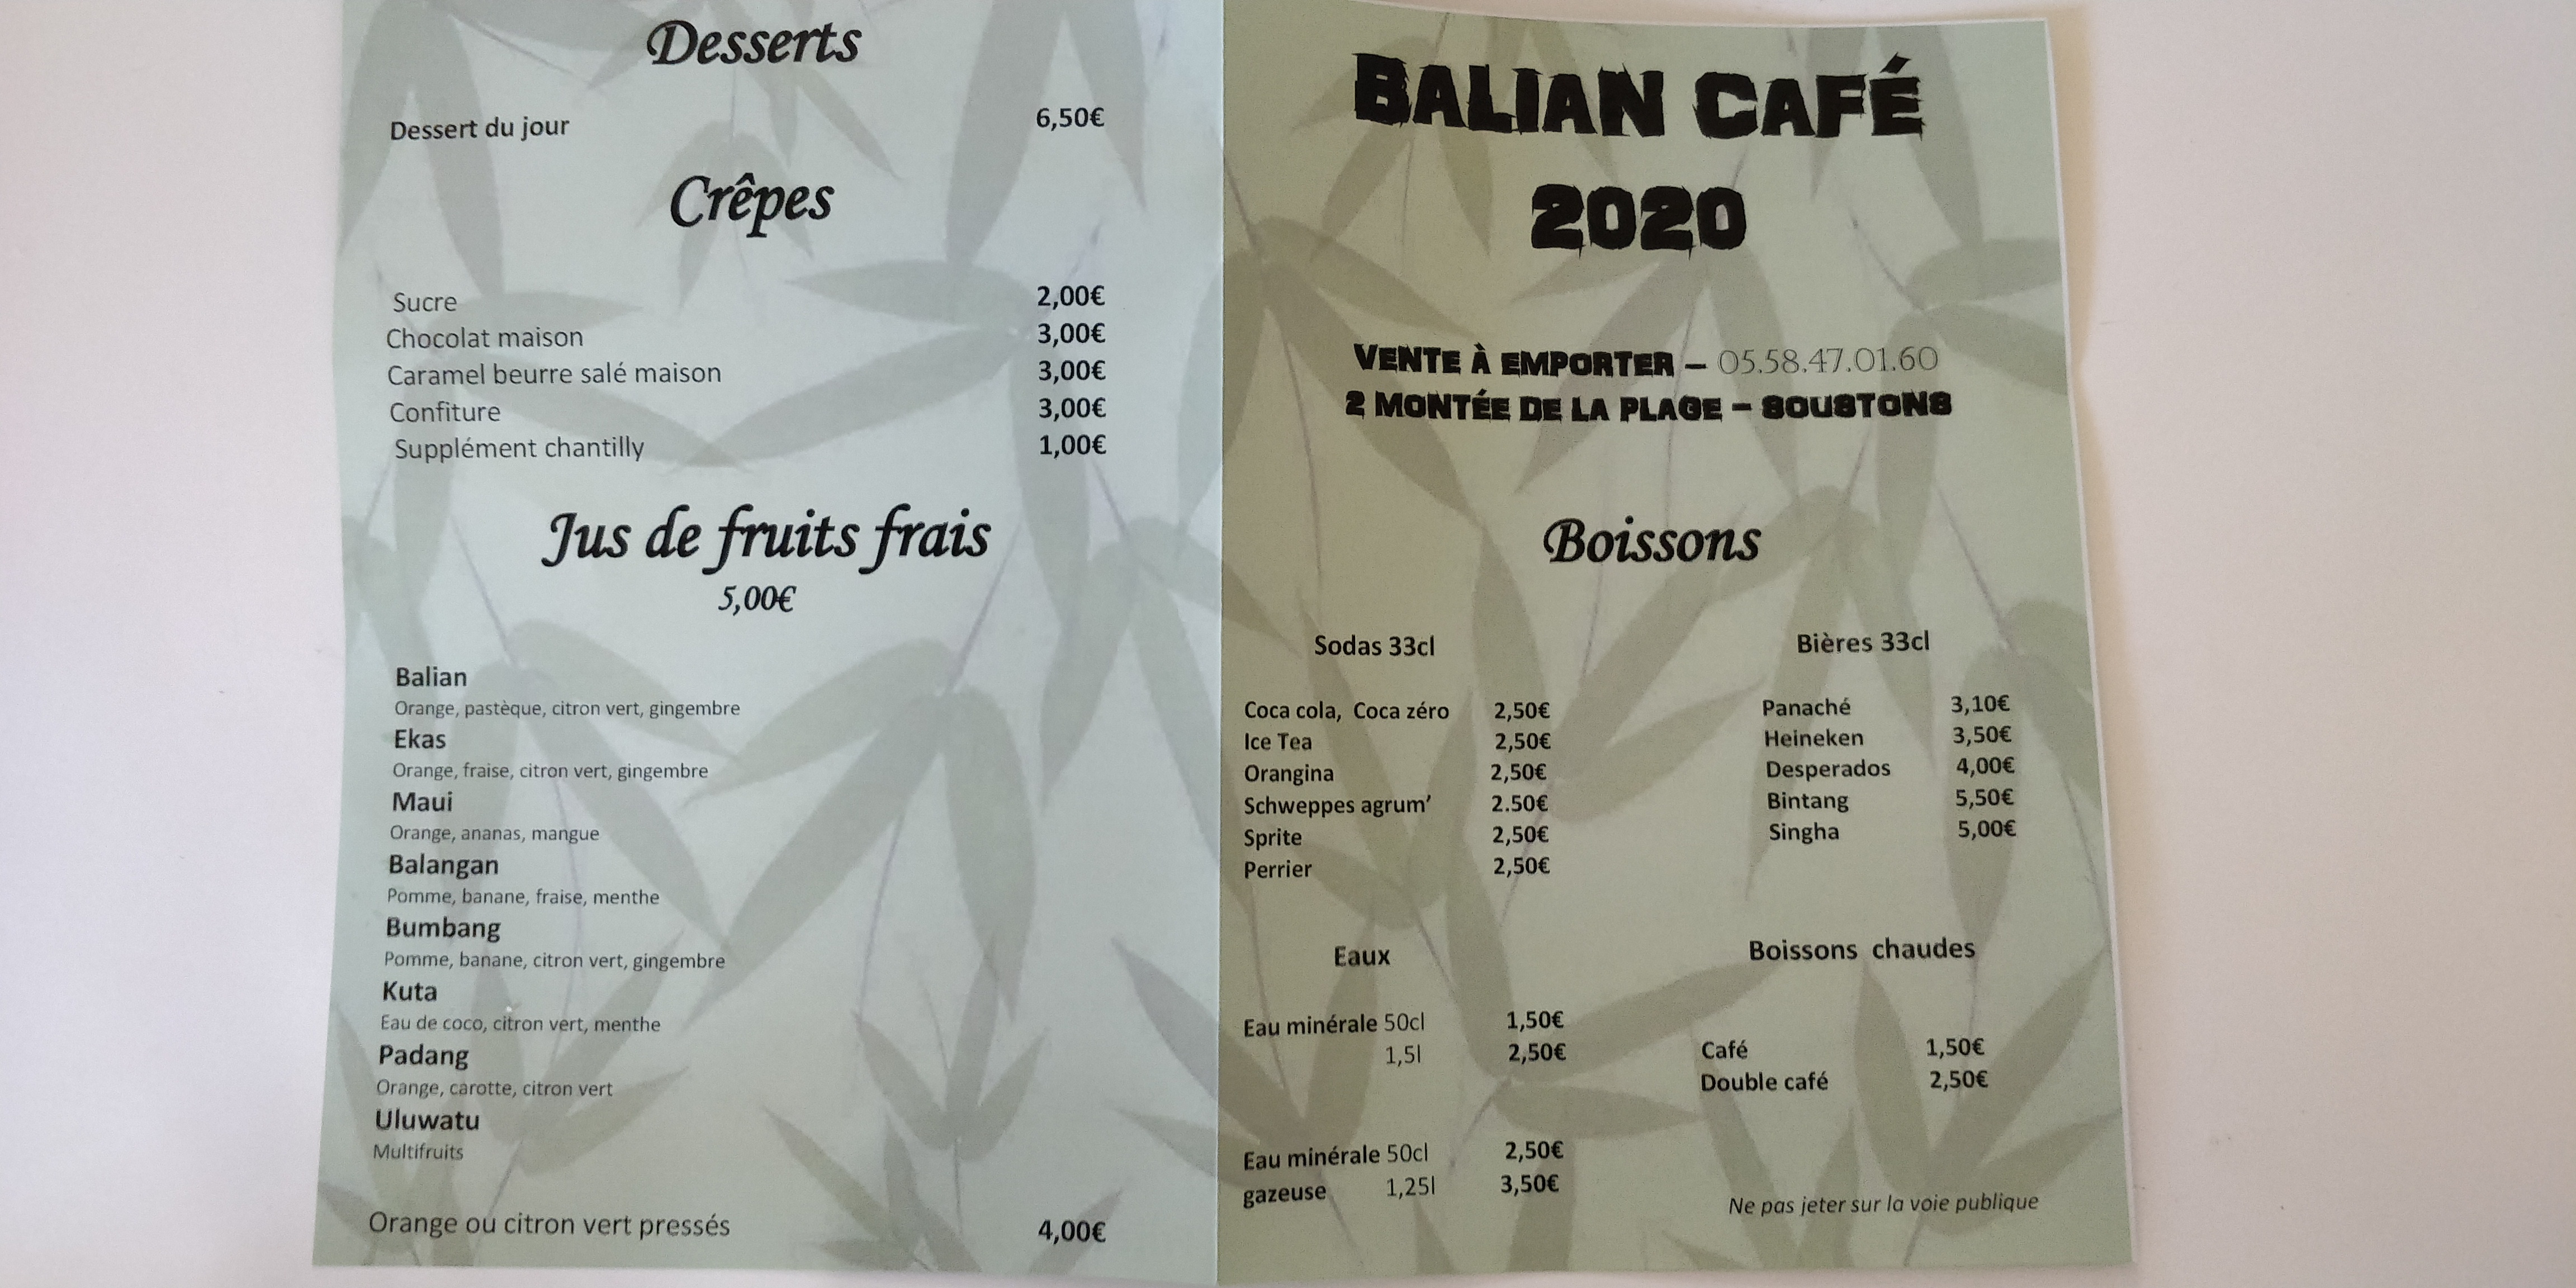 Desserts
Dessert du jour 6,50€
Crêpes
Sucre 2,00€
Chocolat maison 3,00€
Caramel beurre salé maison 3,00€
Confiture 3,00€
Supplément chantilly 1,00€
Jus de fruits frais
5,00€
Balian
Orange, pastèque, citron vert, gingembre
Ekas
Orange, fraise, citron vert, gingembre
Maui
Orange, ananas, mangue
Balangan
Pomme, banane, fraise, menthe
Bumbang
Pomme, banane, citron vert, gingembre
Kuta
Eau de coco, citron vert, menthe
Padang
Orange, carotte, citron vert
Uluwatu
Multifruits
Orange ou citron vert pressés 4,00€
BALIAN CAFÉ
2020
VENTE À EMPORTER – 05.58.47.01.60
2 MONTÉE DE LA PLAGE – SOUSTONS
Boissons
Sodas 33cl
Coca cola, Coca zéro 2,50€
Ice Tea 2,50€
Orangina 2,50€
Schweppes agrum’ 2.50€
Sprite 2,50€
Perrier 2,50€
Bières 33cl
Panaché 3,10€
Heineken 3,50€
Desperados 4,00€
Bintang 5,50€
Singha 5,00€
Eaux
Eau minérale 50cl 1,50€
1,5l 2,50€
Eau minérale 50cl 2,50€
gazeuse 1,25l 3,50€
Boissons chaudes
Café 1,50€
Double café 2,50€
Ne pas jeter sur la voie publique